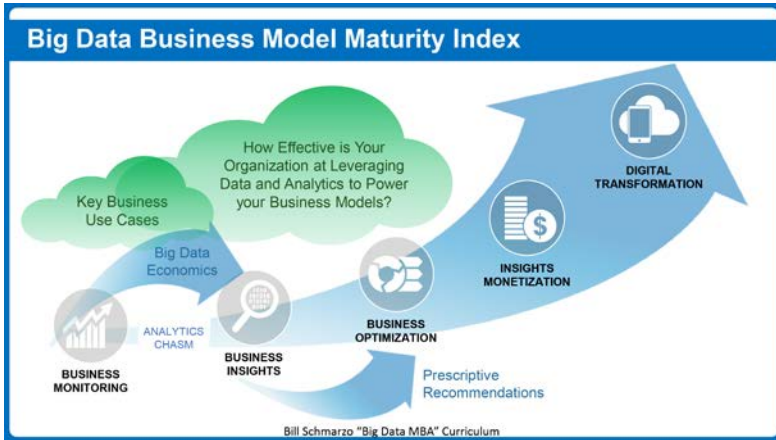 Big Data Business Model Maturity Index
How Effective is Your
Organization at Leveraging
Data and Analytics to Power
your Business Models?
Key Business
Use Cases
Big Data
Economics
DIGITAL
TRANSFORMATION
INSIGHTS
MONETIZATION
BUSINESS
OPTIMIZATION
ANALYTICS
CHASM
BUSINESS
INSIGHTS
BUSINESS
MONITORING
Prescriptive
Recommendations
Bill Schmarzo "Big Data MBA" Curriculum